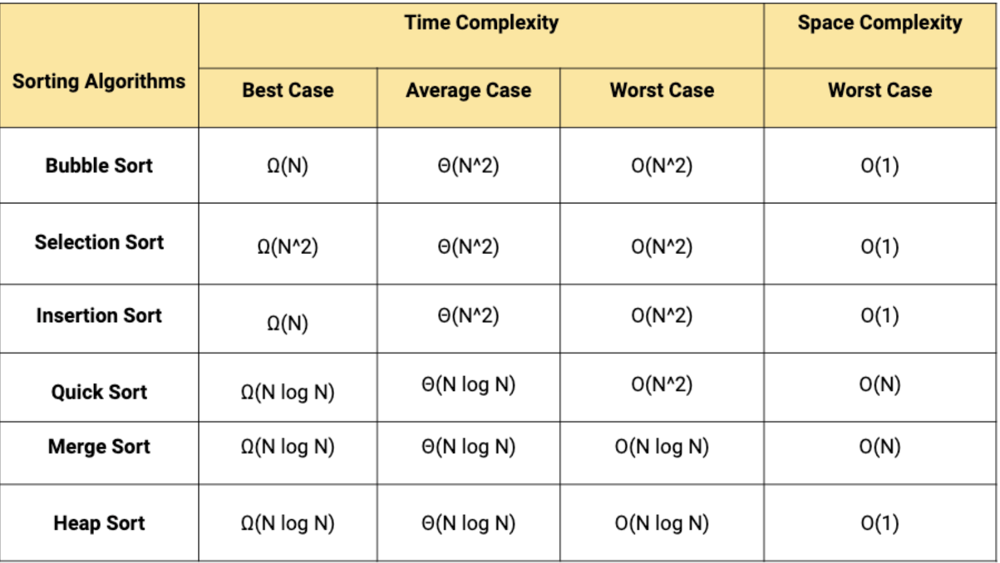 Sorting Algorithms
Time Complexity
Space Complexity
Best Case
Average Case
Worst Case
Worst Case
Bubble Sort
Ω(N)
Θ(N^2)
O(N^2)
O(1)
Selection Sort
Ω(N^2)
Θ(N^2)
O(N^2)
O(1)
Insertion Sort
Ω(N)
Θ(N^2)
O(N^2)
O(1)
Quick Sort
Ω(N log N)
Θ(N log N)
O(N^2)
O(N)
Merge Sort
Ω(N log N)
Θ(N log N)
O(N log N)
O(N)
Heap Sort
Ω(N log N)
Θ(N log N)
O(N log N)
O(1)